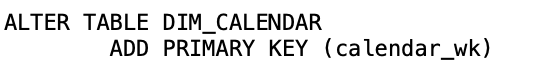 ALTER TABLE DIM_CALENDAR
ADD PRIMARY KEY (calendar_wk)